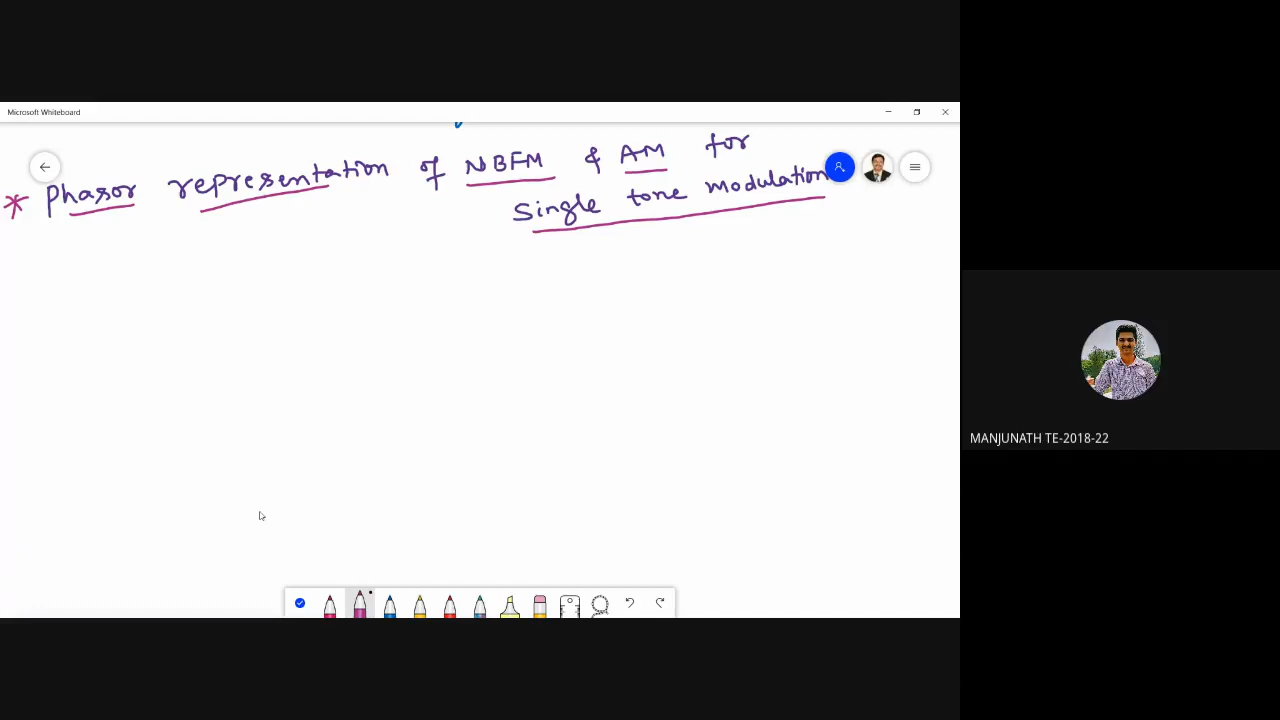 Microsoft Whiteboard
* Phasor representation of NBFM & AM for
Single tone modulation
MANJUNATH TE-2018-22